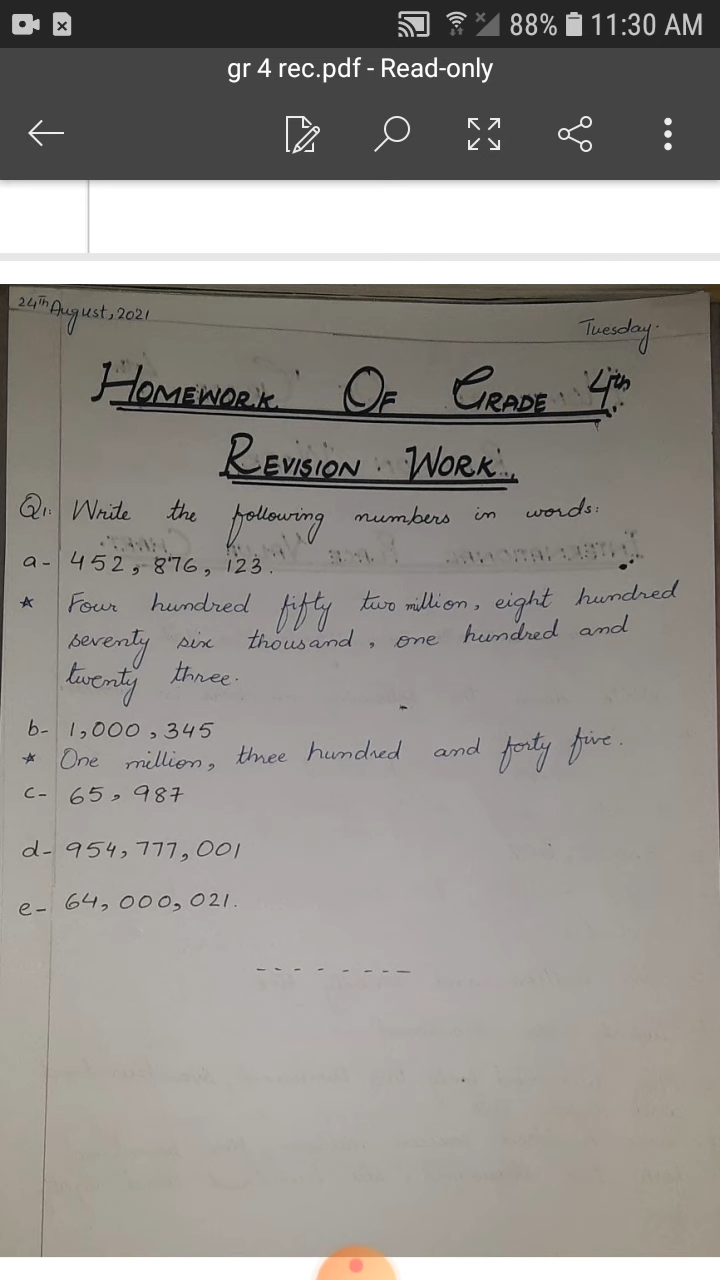 88% 11:30 AM
gr 4 rec.pdf - Read-only
24th August, 2021
Tuesday.
HOMEWORK OF GRADE 4th
REVISION WORK.
Q1. Write the following numbers in words:
a- 452, 876, 123.
* Four hundred fifty two million, eight hundred
seventy six thousand, one hundred and
twenty three.
b- 1,000,345
* One million, three hundred and forty five.
c- 65, 987
d- 954,777,001
e- 64,000,021.